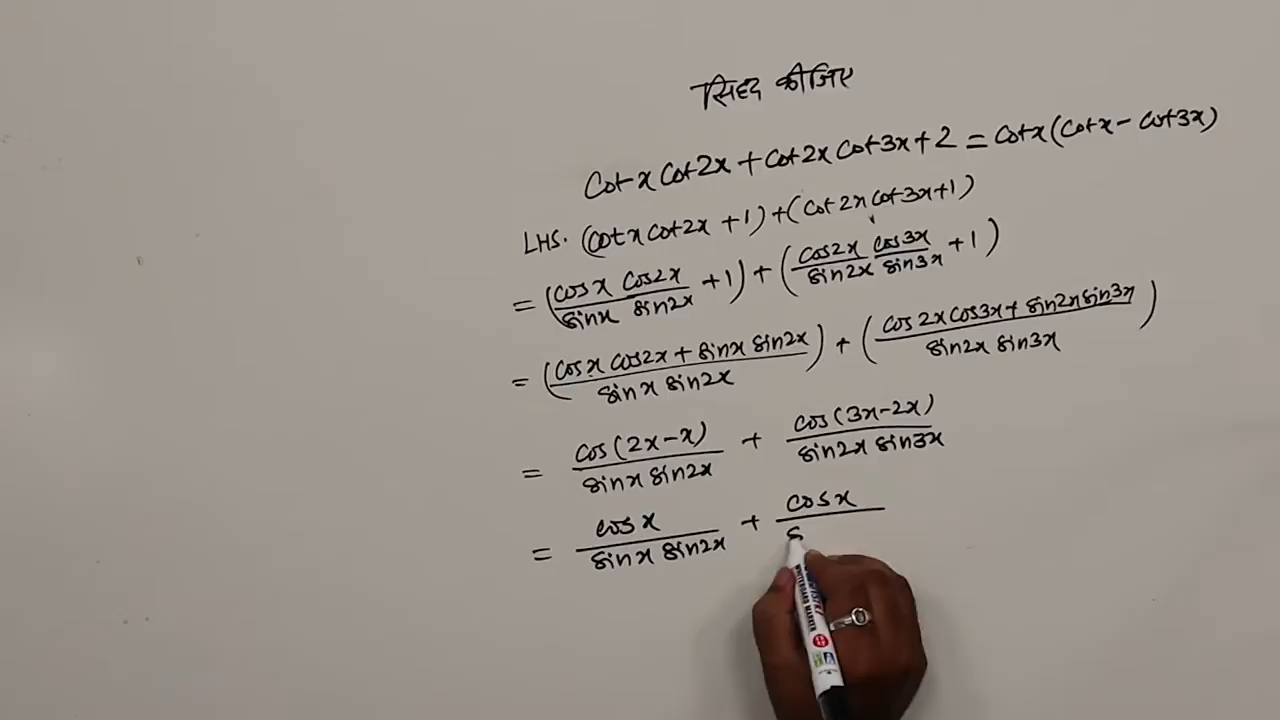 सिद्ध कीजिए
Cot x Cot 2x + Cot 2x Cot 3x + 2 = Cot x (Cot x - Cot 3x)
LHS. (Cot x Cot 2x + 1) + (Cot 2x Cot 3x + 1)
= (cos x cos 2x / sin x sin 2x + 1) + (cos 2x cos 3x / sin 2x sin 3x + 1)
= (cos x cos 2x + sin x sin 2x / sin x sin 2x) + (cos 2x cos 3x + sin 2x sin 3x / sin 2x sin 3x)
= cos (2x - x) / sin x sin 2x + cos (3x - 2x) / sin 2x sin 3x
= cos x / sin x sin 2x + cos x / s
WHITEBOARD MARKER